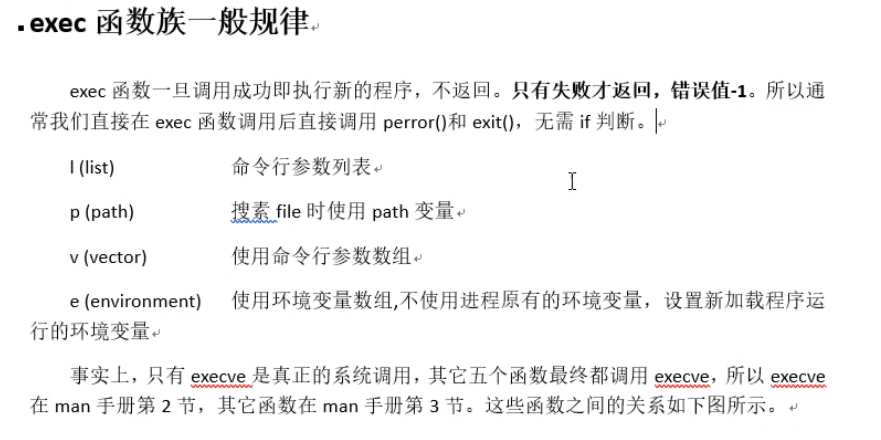 exec 函数族一般规律
exec 函数一旦调用成功即执行新的程序，不返回。只有失败才返回，错误值-1。所以通
常我们直接在 exec 函数调用后直接调用 perror()和 exit()，无需 if 判断。
l (list) 命令行参数列表
p (path) 搜素 file 时使用 path 变量
v (vector) 使用命令行参数数组
e (environment) 使用环境变量数组,不使用进程原有的环境变量，设置新加载程序运
行的环境变量
事实上，只有 execve 是真正的系统调用，其它五个函数最终都调用 execve，所以 execve
在 man 手册第 2 节，其它函数在 man 手册第 3 节。这些函数之间的关系如下图所示。